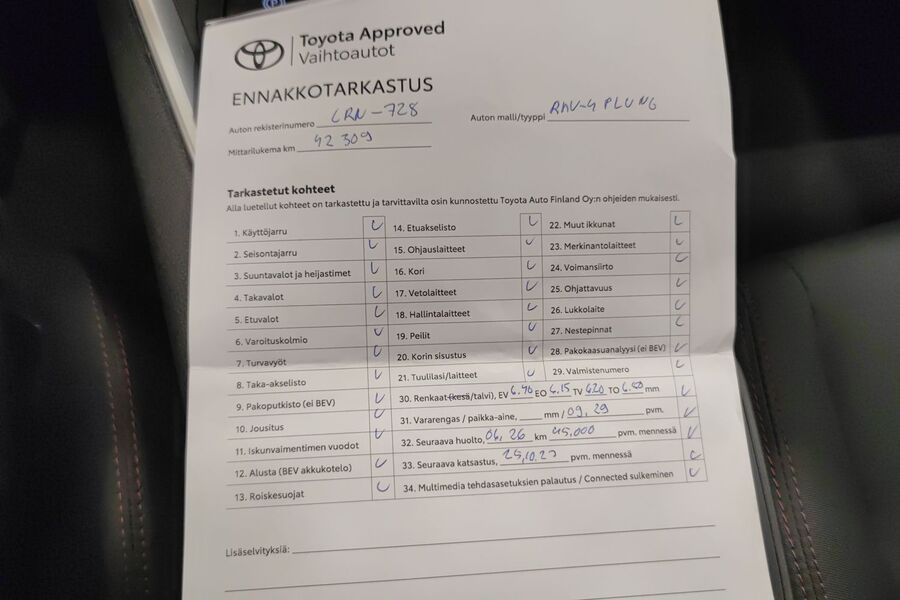 Toyota Approved
Vaihtoautot
ENNAKKOTARKASTUS
Auton rekisterinumero LRN-728
Auton malli/tyyppi RAV-4 PLUNG
Mittarilukema km 42 309
Tarkastetut kohteet
Alla luetellut kohteet on tarkastettu ja tarvittavilta osin kunnostettu Toyota Auto Finland Oy:n ohjeiden mukaisesti.
1. Käyttöjarru
2. Seisontajarru
3. Suuntavalot ja heijastimet
4. Takavalot
5. Etuvalot
6. Varoituskolmio
7. Turvavyöt
8. Taka-akselisto
9. Pakoputkisto (ei BEV)
10. Jousitus
11. Iskunvaimentimen vuodot
12. Alusta (BEV akkukotelo)
13. Roiskesuojat
14. Etuakselisto
15. Ohjauslaitteet
16. Kori
17. Vetolaitteet
18. Hallintalaitteet
19. Peilit
20. Korin sisustus
21. Tuulilasi/laitteet
22. Muut ikkunat
23. Merkinantolaitteet
24. Voimansiirto
25. Ohjattavuus
26. Lukkolaite
27. Nestepinnat
28. Pakokaasuanalyysi (ei BEV)
29. Valmistenumero
30. Renkaat (kesä/talvi), EV 6.40 EO 6.15 TV 6.20 TO 6.50 mm
31. Vararengas / paikka-aine, mm / 09, 29 pvm.
32. Seuraava huolto, 06, 26 km 45,000 pvm. mennessä
33. Seuraava katsastus, 25,10,27 pvm. mennessä
34. Multimedia tehdasasetuksien palautus / Connected sulkeminen
Lisäselvityksiä: